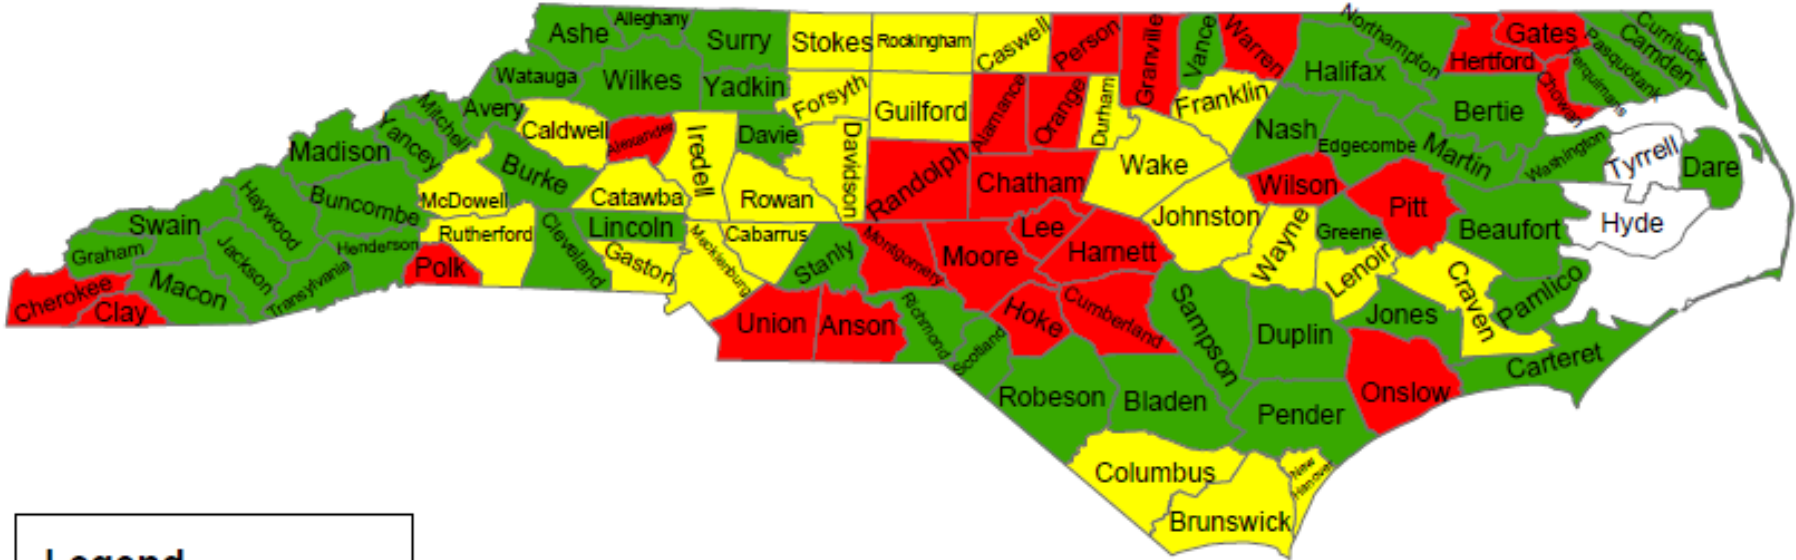 Ashe
Alleghany
Surry
Stokes
Rockingham
Caswell
Person
Granville
Vance
Warren
Northampton
Hertford
Gates
Pasquotank
Camden
Currituck
Watauga
Wilkes
Yadkin
Forsyth
Guilford
Alamance
Orange
Durham
Franklin
Halifax
Bertie
Chowan
Perquimans
Mitchell
Avery
Caldwell
Alexander
Iredell
Davie
Davidson
Nash
Edgecombe
Martin
Washington
Tyrrell
Dare
Madison
Yancey
Burke
McDowell
Catawba
Rowan
Randolph
Chatham
Wake
Wilson
Pitt
Beaufort
Hyde
Swain
Haywood
Buncombe
Rutherford
Cleveland
Lincoln
Mecklenburg
Cabarrus
Johnston
Wayne
Greene
Graham
Jackson
Henderson
Polk
Gaston
Stanly
Montgomery
Moore
Lee
Harnett
Lenoir
Craven
Pamlico
Cherokee
Clay
Macon
Transylvania
Union
Anson
Richmond
Scotland
Hoke
Cumberland
Sampson
Duplin
Jones
Carteret
Robeson
Bladen
Pender
Onslow
Columbus
Brunswick
New
Hanover
Legend